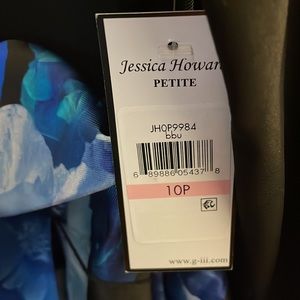 Jessica Howar
PETITE
JH0P9984
bbu
6 89886 05437 8
10P
www.g-iii.com